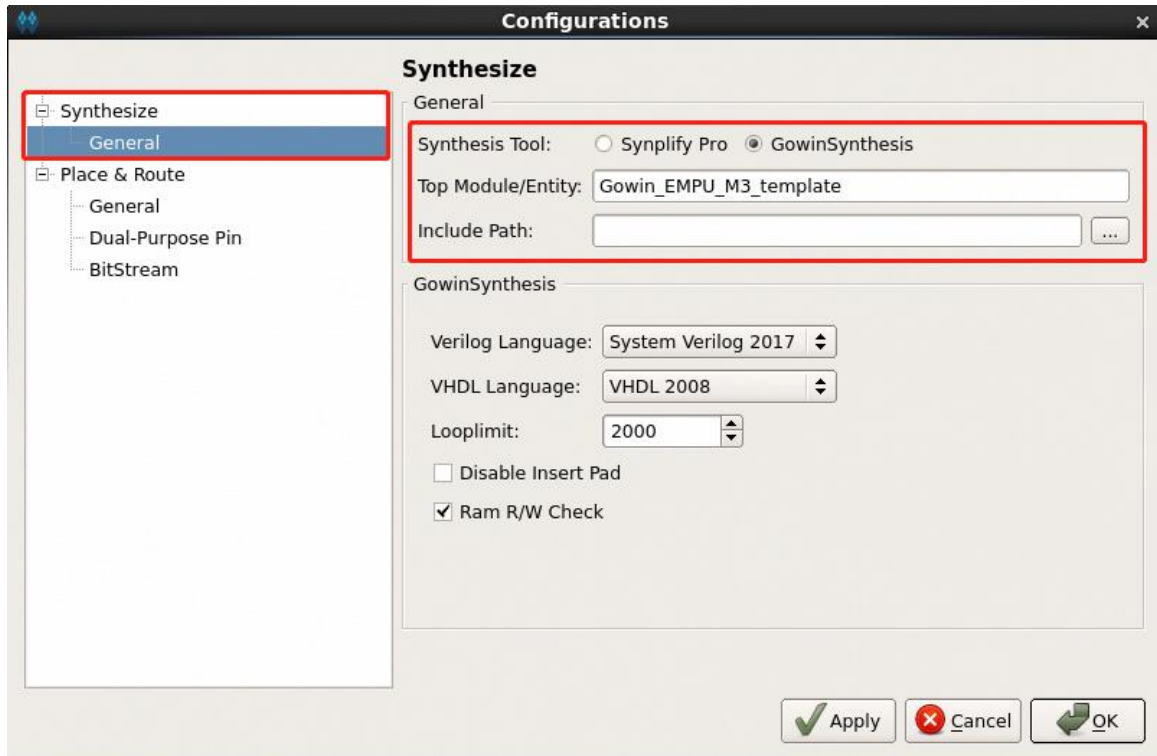 Configurations
Synthesize
General
Place & Route
General
Dual-Purpose Pin
BitStream
Synthesize
General
Synthesis Tool: Synplify Pro GowinSynthesis
Top Module/Entity: Gowin_EMPU_M3_template
Include Path: ...
GowinSynthesis
Verilog Language: System Verilog 2017
VHDL Language: VHDL 2008
Looplimit: 2000
Disable Insert Pad
Ram R/W Check
Apply Cancel OK